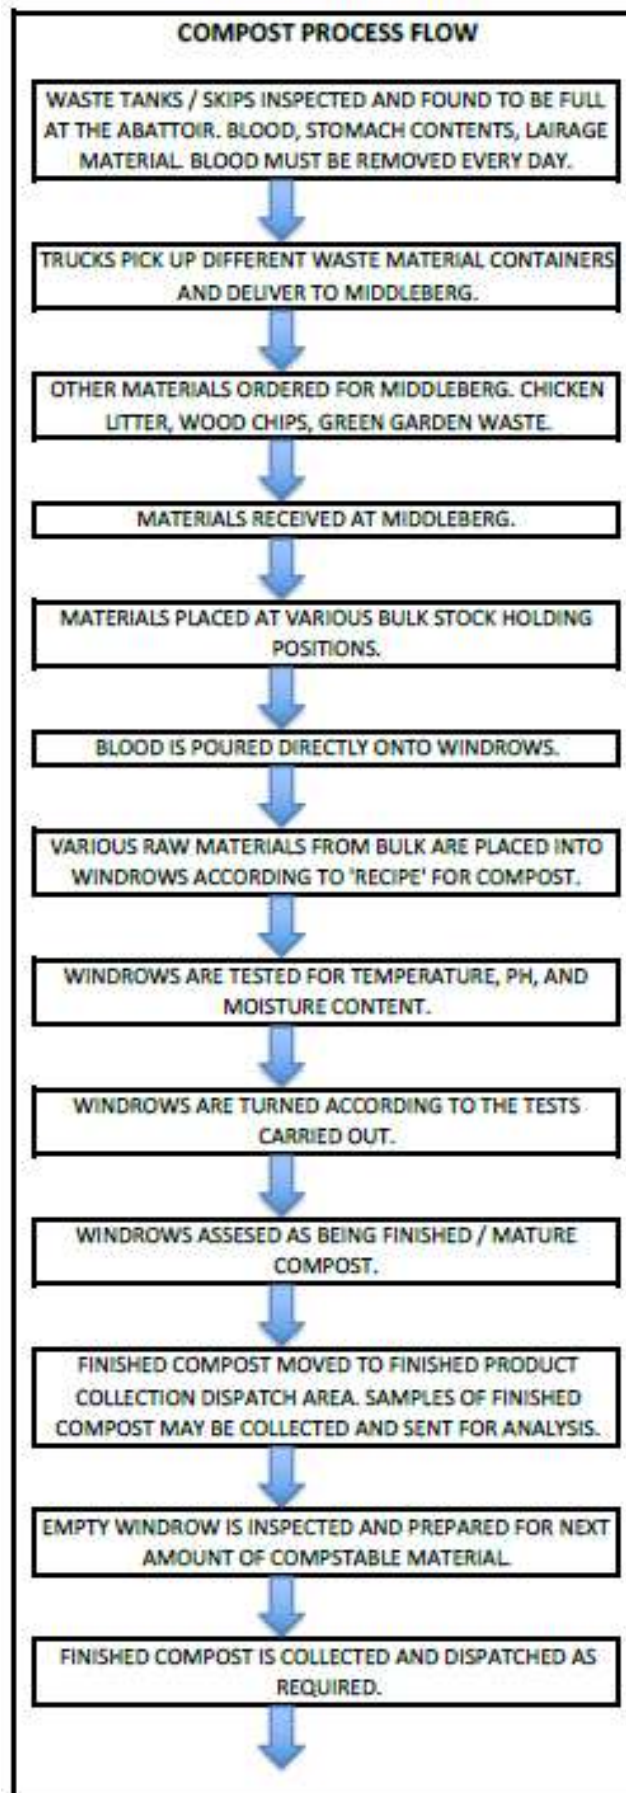 COMPOST PROCESS FLOW
WASTE TANKS / SKIPS INSPECTED AND FOUND TO BE FULL
AT THE ABATTOIR. BLOOD, STOMACH CONTENTS, LAIRAGE
MATERIAL. BLOOD MUST BE REMOVED EVERY DAY.
TRUCKS PICK UP DIFFERENT WASTE MATERIAL CONTAINERS
AND DELIVER TO MIDDLEBERG.
OTHER MATERIALS ORDERED FOR MIDDLEBERG. CHICKEN
LITTER, WOOD CHIPS, GREEN GARDEN WASTE.
MATERIALS RECEIVED AT MIDDLEBERG.
MATERIALS PLACED AT VARIOUS BULK STOCK HOLDING
POSITIONS.
BLOOD IS POURED DIRECTLY ONTO WINDROWS.
VARIOUS RAW MATERIALS FROM BULK ARE PLACED INTO
WINDROWS ACCORDING TO 'RECIPE' FOR COMPOST.
WINDROWS ARE TESTED FOR TEMPERATURE, PH, AND
MOISTURE CONTENT.
WINDROWS ARE TURNED ACCORDING TO THE TESTS
CARRIED OUT.
WINDROWS ASSESED AS BEING FINISHED / MATURE
COMPOST.
FINISHED COMPOST MOVED TO FINISHED PRODUCT
COLLECTION DISPATCH AREA. SAMPLES OF FINISHED
COMPOST MAY BE COLLECTED AND SENT FOR ANALYSIS.
EMPTY WINDROW IS INSPECTED AND PREPARED FOR NEXT
AMOUNT OF COMPSTABLE MATERIAL.
FINISHED COMPOST IS COLLECTED AND DISPATCHED AS
REQUIRED.